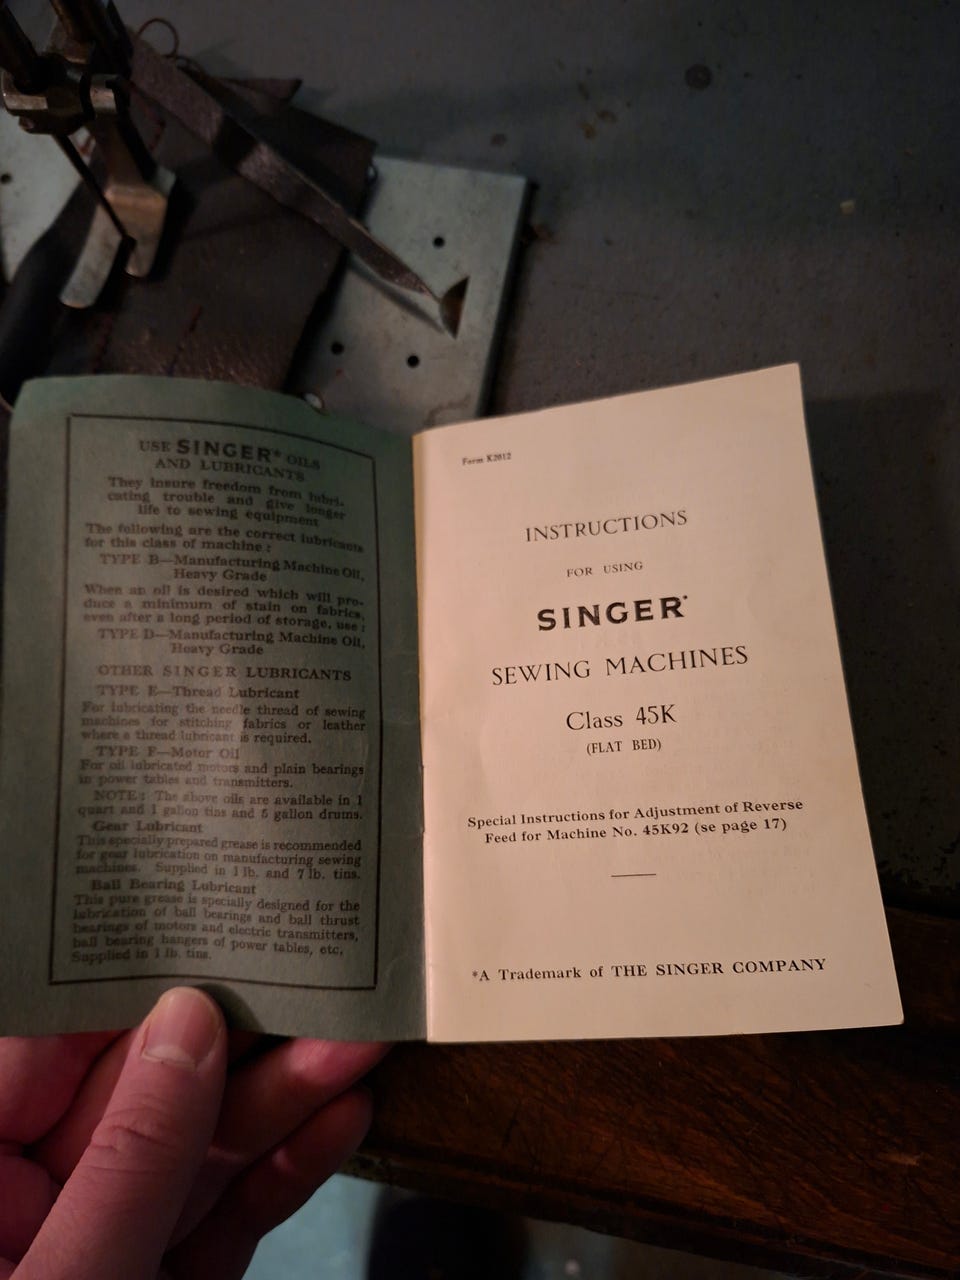 USE SINGER* OILS
AND LUBRICANTS
They insure freedom from lubri-
cating trouble and give longer
life to sewing equipment
The following are the correct lubricants
for this class of machine :
TYPE B—Manufacturing Machine Oil,
Heavy Grade
When an oil is desired which will pro-
duce a minimum of stain on fabrics,
even after a long period of storage, use :
TYPE D—Manufacturing Machine Oil,
Heavy Grade
OTHER SINGER LUBRICANTS
TYPE E—Thread Lubricant
For lubricating the needle thread of sewing
machines for stitching fabrics or leather
where a thread lubricant is required.
TYPE F—Motor Oil
For oil lubricated motors and plain bearings
in power tables and transmitters.
NOTE : The above oils are available in 1
quart and 1 gallon tins and 5 gallon drums.
Gear Lubricant
This specially prepared grease is recommended
for gear lubrication on manufacturing sewing
machines. Supplied in 1 lb. and 7 lb. tins.
Ball Bearing Lubricant
This pure grease is specially designed for the
lubrication of ball bearings and ball thrust
bearings of motors and electric transmitters,
ball bearing hangers of power tables, etc.
Supplied in 1 lb. tins.
Form K2012
INSTRUCTIONS
FOR USING
SINGER*
SEWING MACHINES
Class 45K
(FLAT BED)
Special Instructions for Adjustment of Reverse
Feed for Machine No. 45K92 (se page 17)
*A Trademark of THE SINGER COMPANY